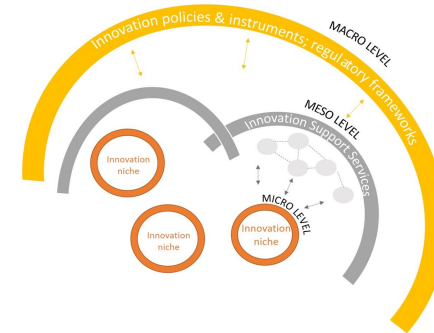 Innovation policies & instruments; regulatory frameworks
MACRO LEVEL
MESO LEVEL
Innovation Support Services
MICRO LEVEL
Innovation
niche
Innovation
niche
Innovation
niche